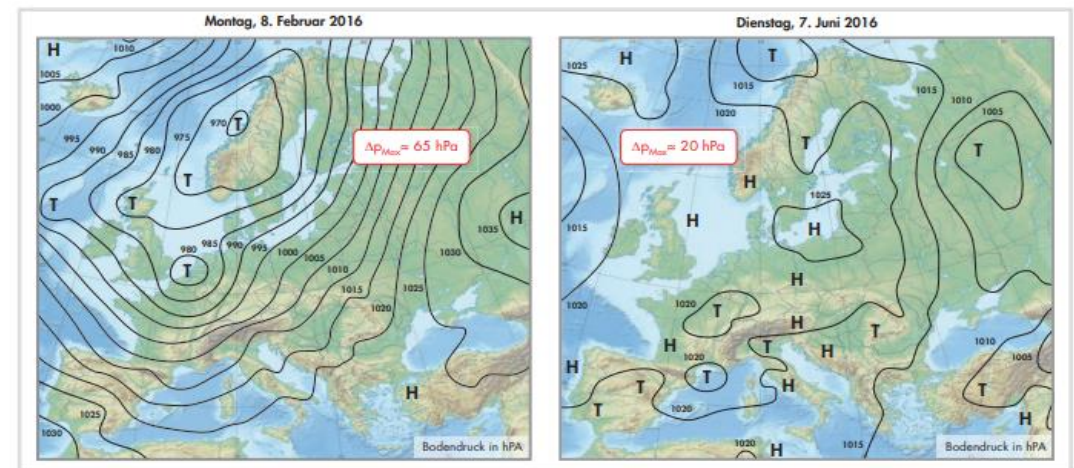 Montag, 8. Februar 2016
H
1010
1005
1000
995
990
985
980
975
970
T
ΔpMax= 65 hPa
T
T
T
H
1035
980
985
990
995
1000
1005
1010
1015
1020
1025
1030
T
H
1025
1030
Bodendruck in hPA
Dienstag, 7. Juni 2016
H
T
1025
1015
1020
1015
1010
1005
T
T
ΔpMax= 20 hPa
H
1025
H
H
1015
H
1020
1020
T
H
T
1010
1005
H
1020
T
H
H
T
T
T
H
T
H
1020
1020
H
1015
Bodendruck in hPA